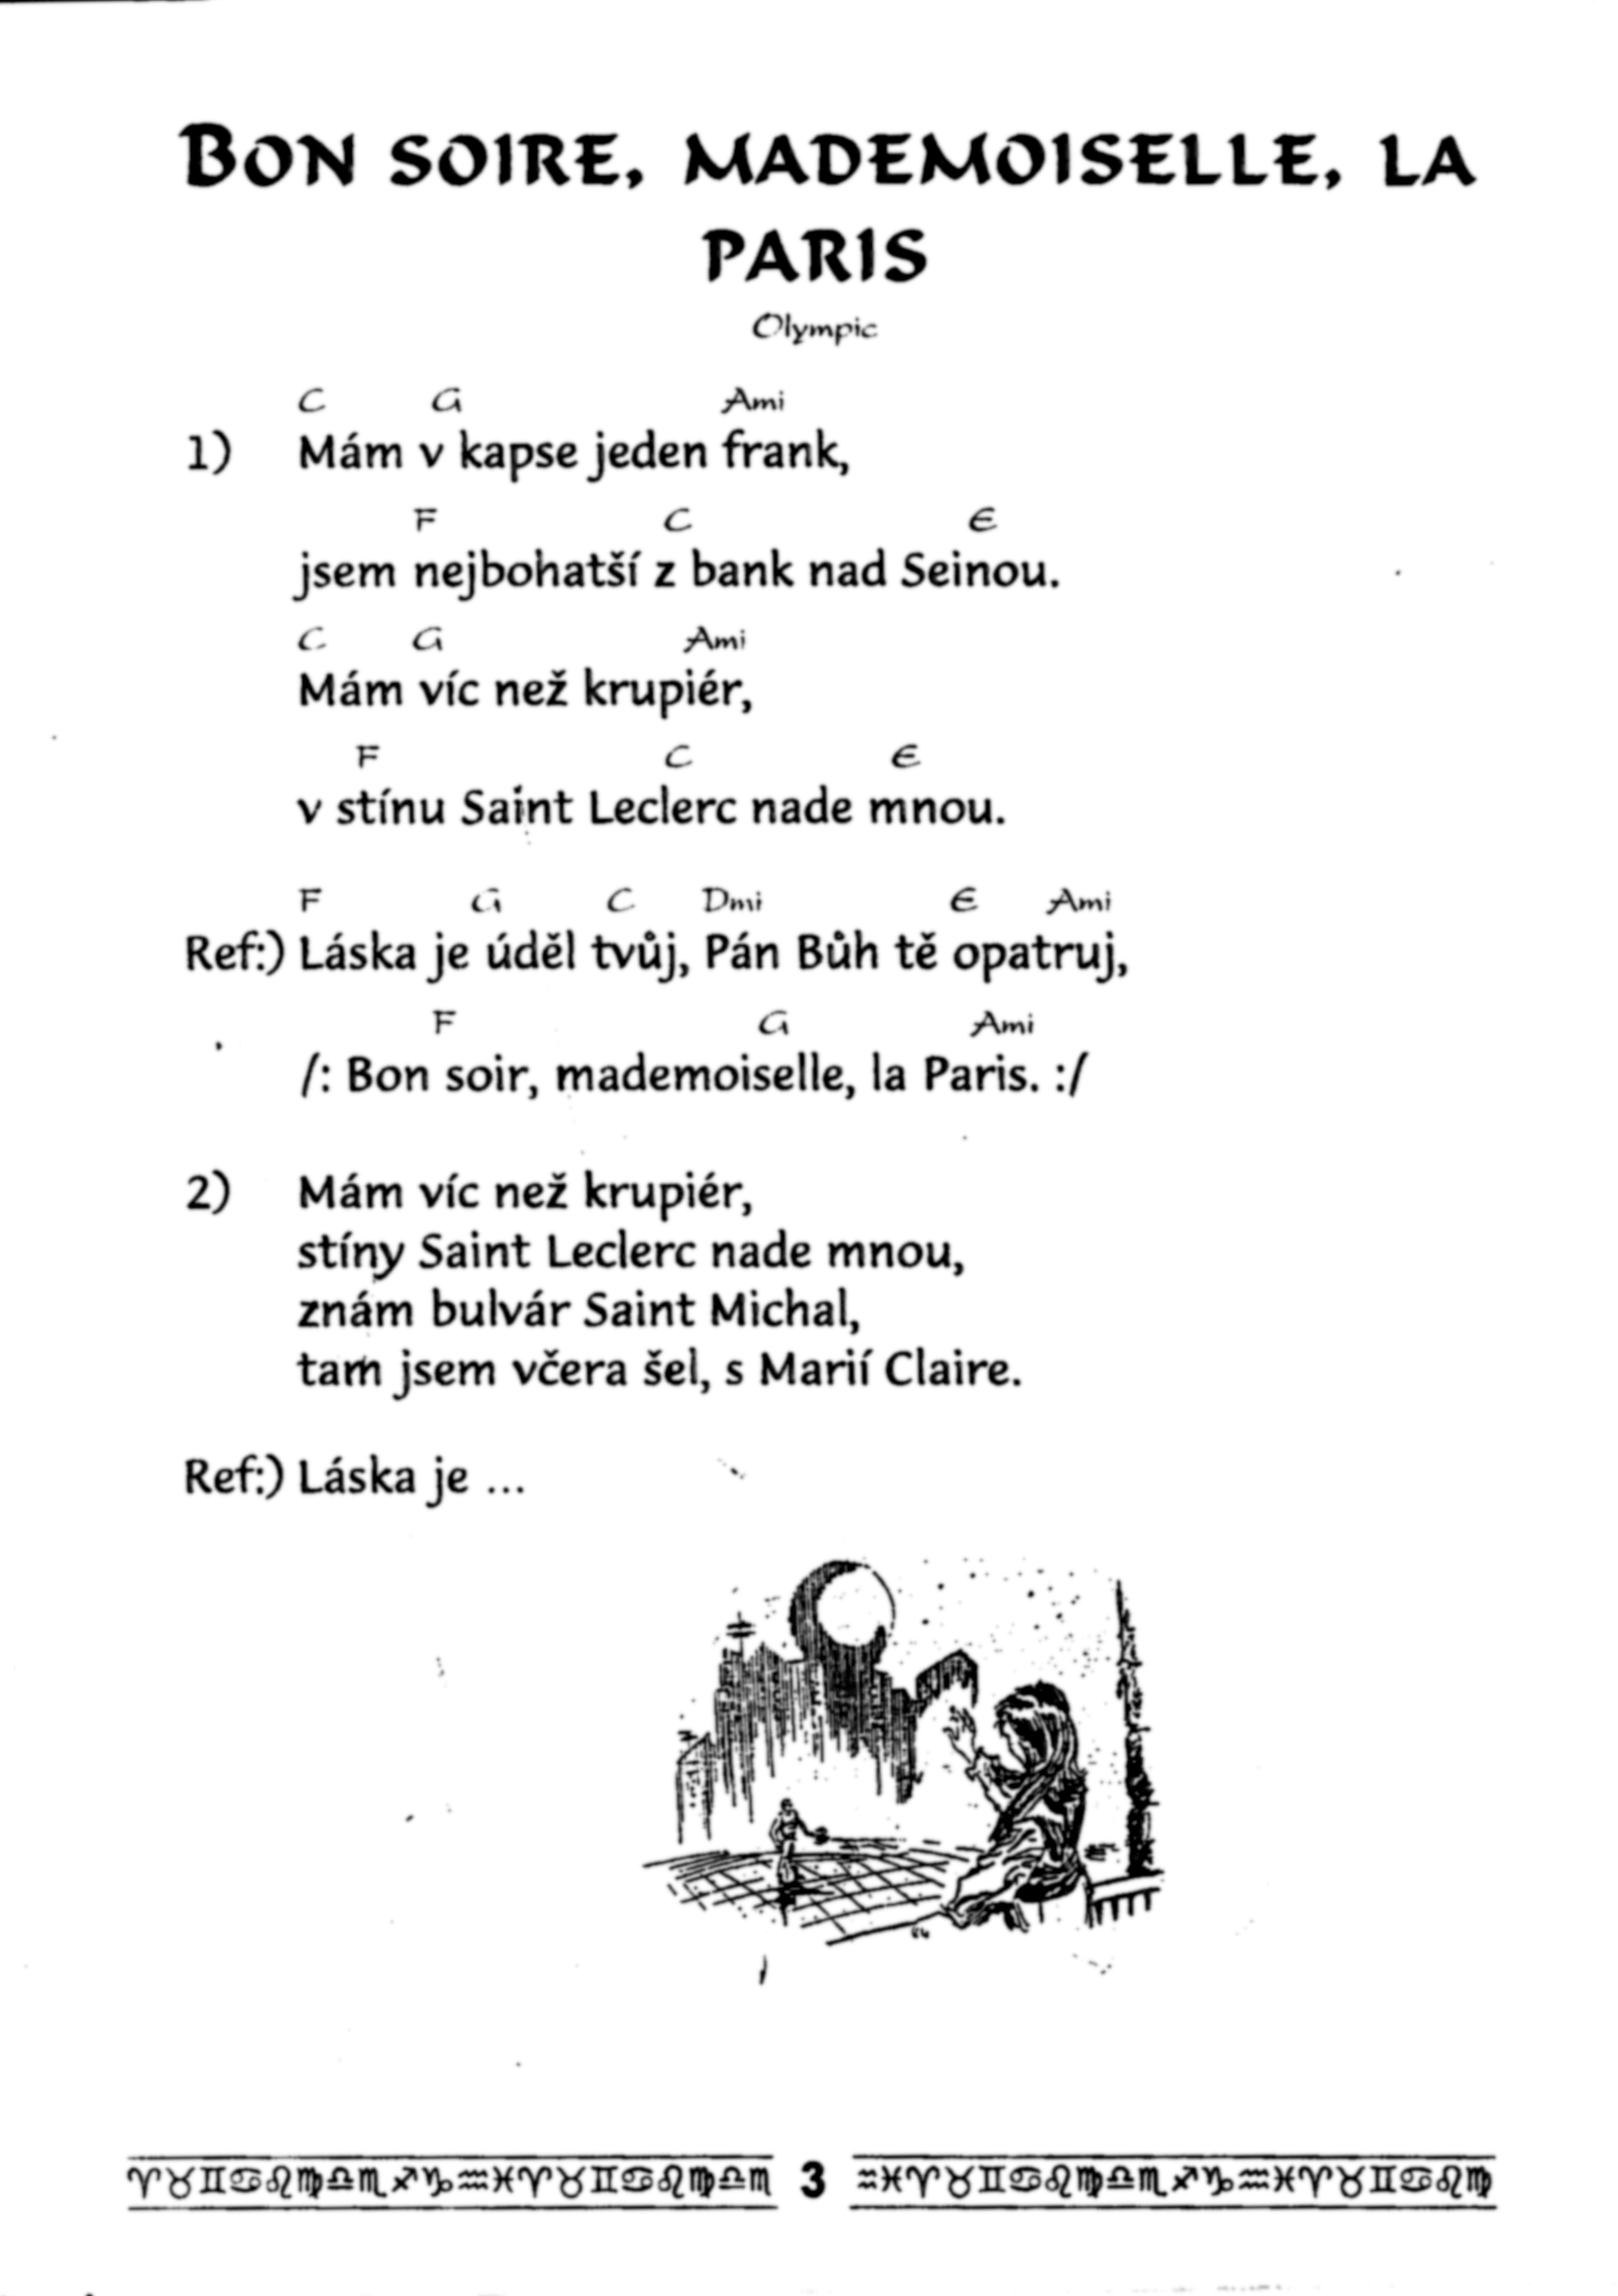 BON SOIRE, MADEMOISELLE, LA
PARIS
Olympic
C G Ami
1) Mám v kapse jeden frank,
F C E
jsem nejbohatší z bank nad Seinou.
C G Ami
Mám víc než krupiér,
F C E
v stínu Saint Leclerc nade mnou.
F G C Dmi E Ami
Ref:) Láska je úděl tvůj, Pán Bůh tě opatruj,
F G Ami
/: Bon soir, mademoiselle, la Paris. :/
2) Mám víc než krupiér,
stíny Saint Leclerc nade mnou,
znám bulvár Saint Michal,
tam jsem včera šel, s Marií Claire.
Ref:) Láska je ...
♈♉♊♋♌♍♎♏♐♑♒♓♈♉♊♋♌♍♎♏ 3 ♒♓♈♉♊♋♌♍♎♏♐♑♒♓♈♉♊♋♌♍